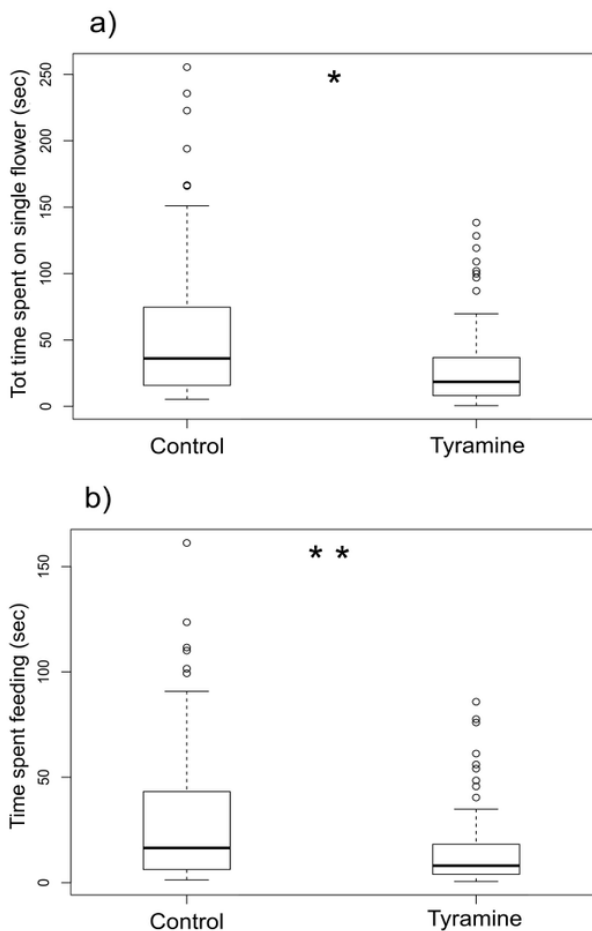 a)
Tot time spent on single flower (sec)
250
200
150
100
50
0
*
Control Tyramine
b)
Time spent feeding (sec)
150
100
50
0
* *
Control Tyramine